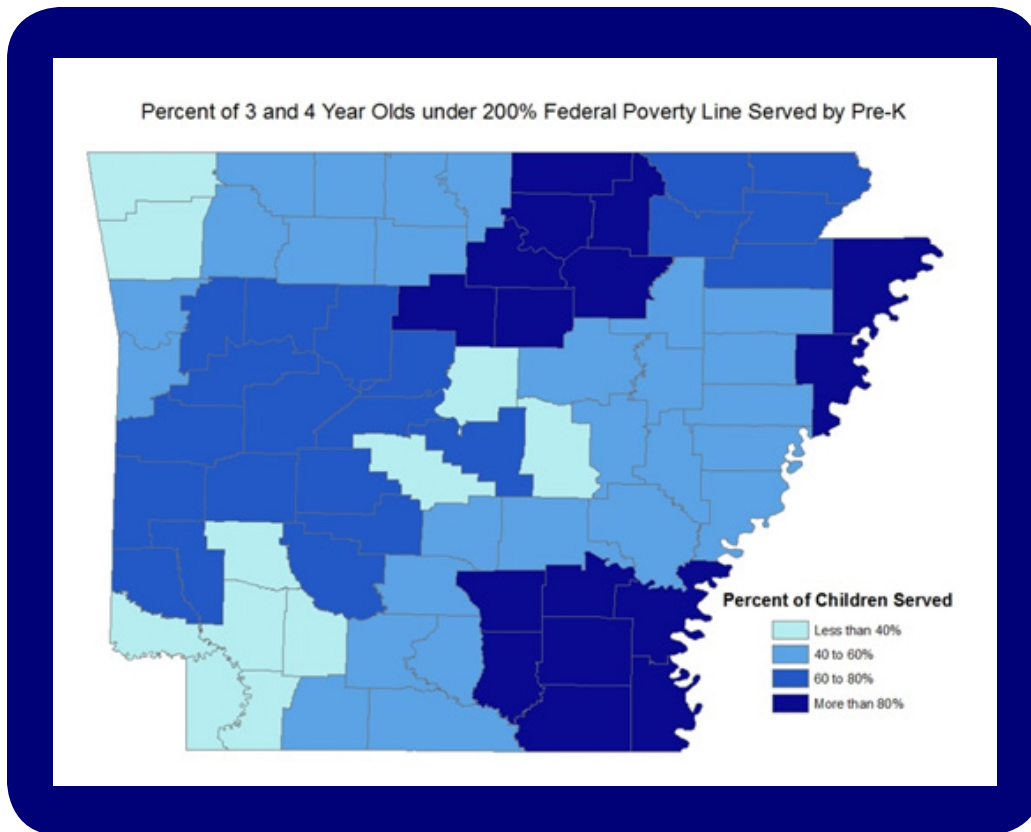 Percent of 3 and 4 Year Olds under 200% Federal Poverty Line Served by Pre-K
Percent of Children Served
Less than 40%
40 to 60%
60 to 80%
More than 80%